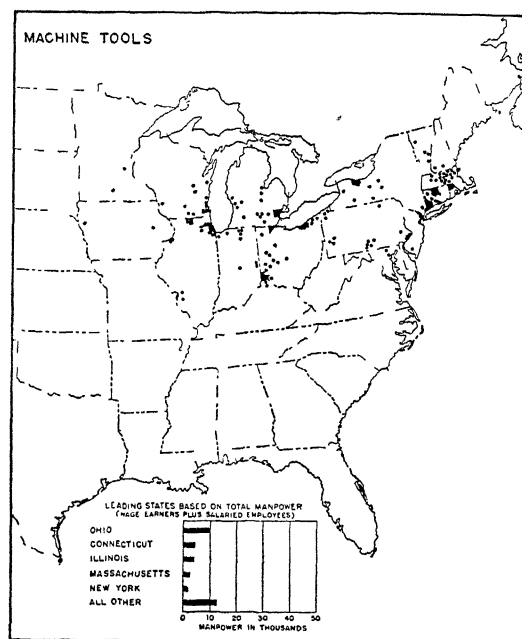 MACHINE TOOLS
LEADING STATES BASED ON TOTAL MANPOWER
(WAGE EARNERS PLUS SALARIED EMPLOYEES)
OHIO
CONNECTICUT
ILLINOIS
MASSACHUSETTS
NEW YORK
ALL OTHER
0 10 20 30 40 50
MANPOWER IN THOUSANDS